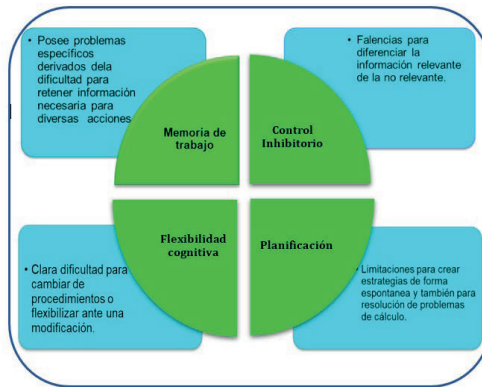 • Posee problemas
específicos
derivados dela
dificultad para
retener información
necesaria para
diversas acciones
• Falencias para
diferenciar la
información relevante
de la no relevante.
Memoria de
trabajo
Control
Inhibitorio
Flexibilidad
cognitiva
Planificación
• Clara dificultad para
cambiar de
procedimientos o
flexibilizar ante una
modificación.
• Limitaciones para crear
estrategias de forma
espontanea y también para
resolución de problemas
de cálculo.